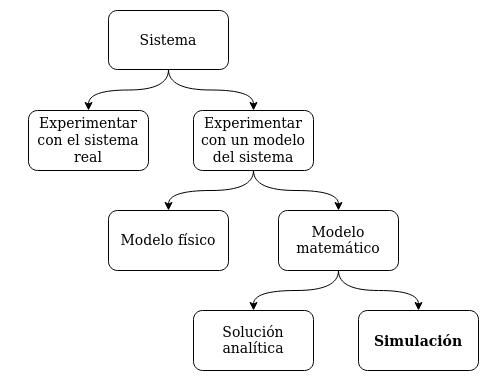 Sistema
Experimentar
con el sistema
real
Experimentar
con un modelo
del sistema
Modelo físico
Modelo
matemático
Solución
analítica
Simulación